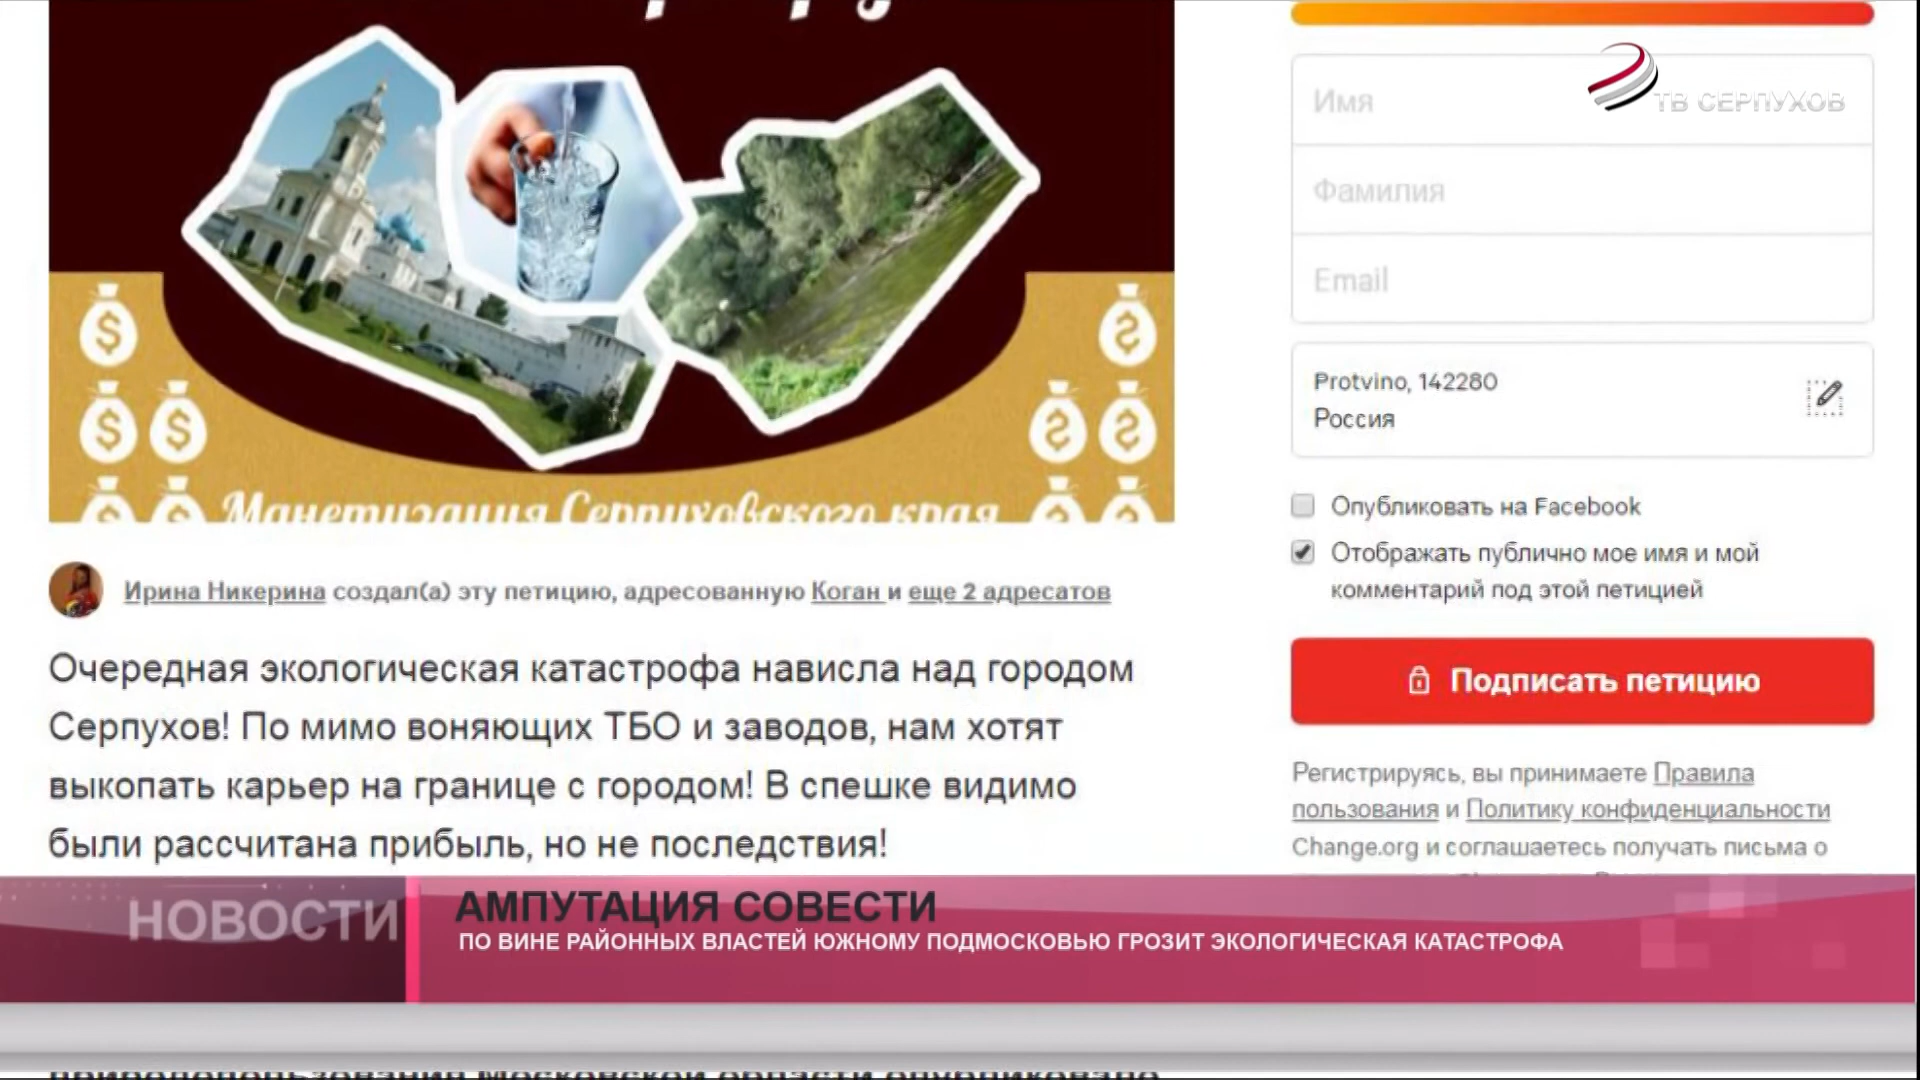 Манетизация Серпуховского края
Ирина Никерина создал(а) эту петицию, адресованную Коган и еще 2 адресатов
Очередная экологическая катастрофа нависла над городом
Серпухов! По мимо воняющих ТБО и заводов, нам хотят
выкопать карьер на границе с городом! В спешке видимо
были рассчитана прибыль, но не последствия!
ТВ СЕРПУХОВ
Имя
Фамилия
Email
Protvino, 142280
Россия
Опубликовать на Facebook
Отображать публично мое имя и мой
комментарий под этой петицией
Подписать петицию
Регистрируясь, вы принимаете Правила
пользования и Политику конфиденциальности
Change.org и соглашаетесь получать письма о
НОВОСТИ
АМПУТАЦИЯ СОВЕСТИ
ПО ВИНЕ РАЙОННЫХ ВЛАСТЕЙ ЮЖНОМУ ПОДМОСКОВЬЮ ГРОЗИТ ЭКОЛОГИЧЕСКАЯ КАТАСТРОФА